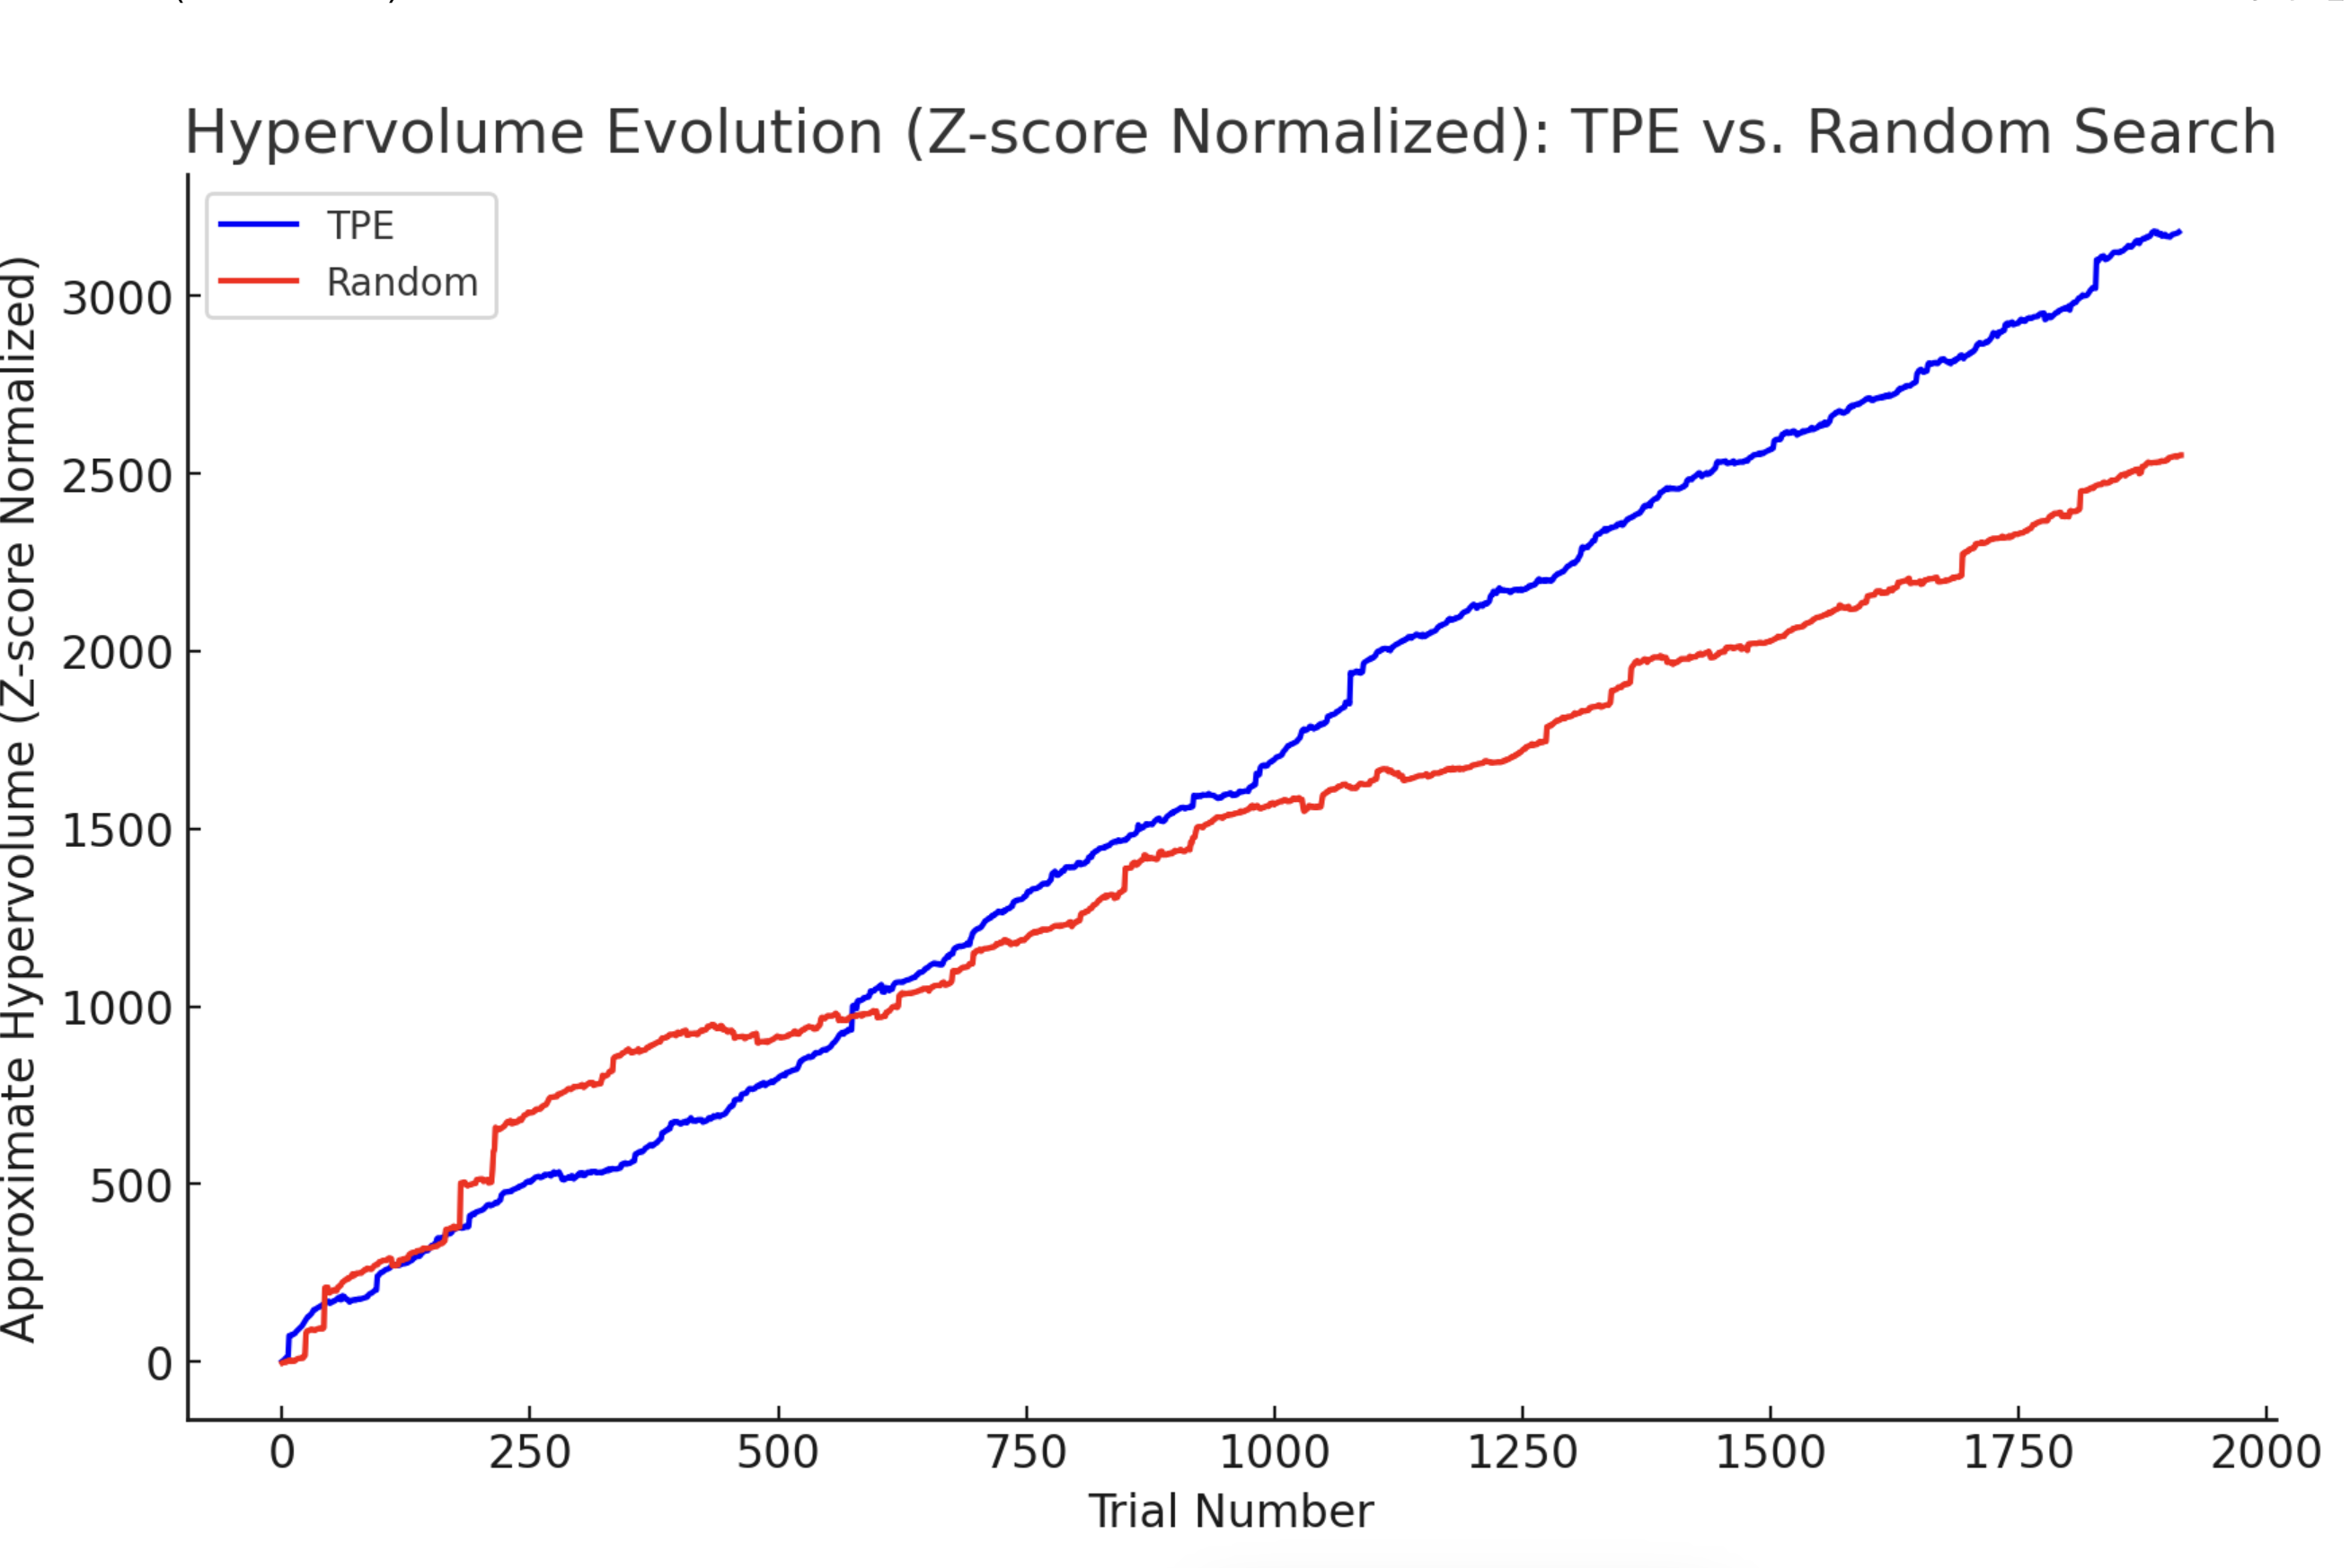 Hypervolume Evolution (Z-score Normalized): TPE vs. Random Search
TPE
Random
Approximate Hypervolume (Z-score Normalized)
3000
2500
2000
1500
1000
500
0
0 250 500 750 1000 1250 1500 1750 2000
Trial Number